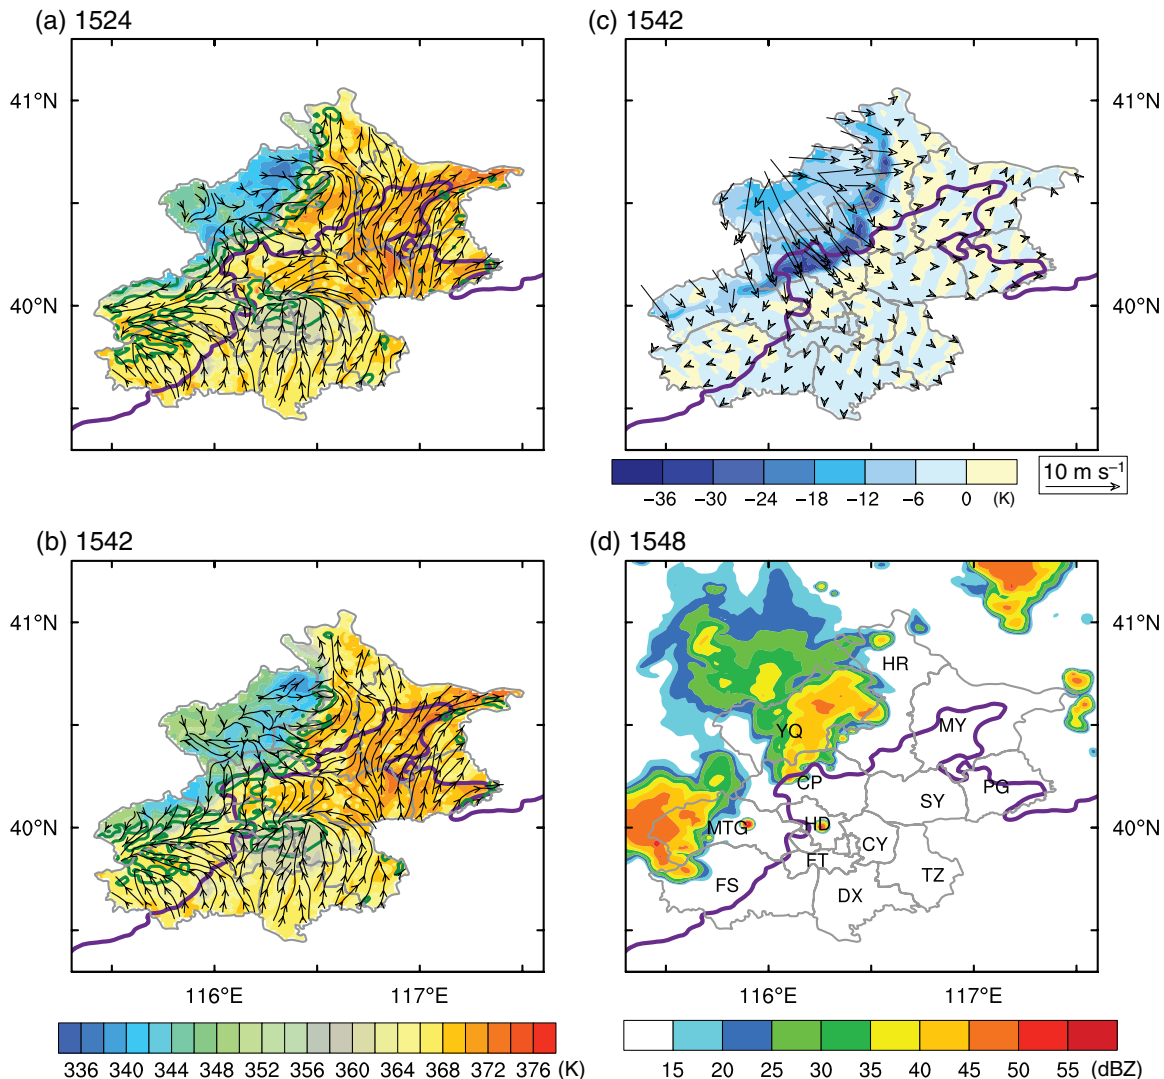 (a) 1524
(c) 1542
41°N
40°N
41°N
40°N
−36 −30 −24 −18 −12 −6 0 (K)
10 m s⁻¹
(b) 1542
(d) 1548
41°N
40°N
116°E 117°E
HR
MY
YQ
CP
PG
SY
MTG
HD
CY
FT
TZ
FS
DX
41°N
40°N
116°E 117°E
336 340 344 348 352 356 360 364 368 372 376 (K)
15 20 25 30 35 40 45 50 55 (dBZ)